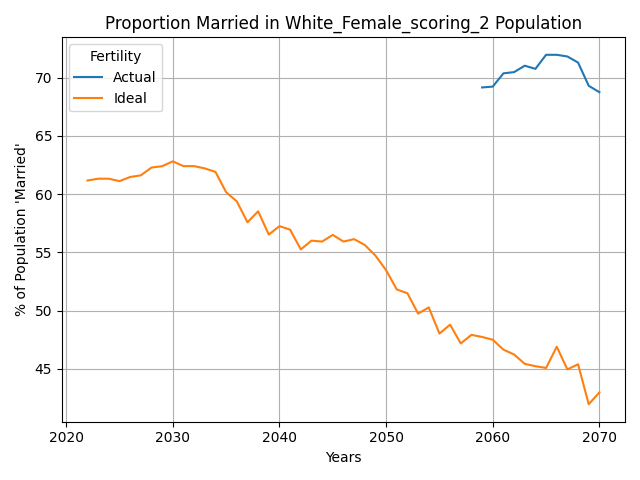 Proportion Married in White_Female_scoring_2 Population
Fertility
Actual
Ideal
% of Population 'Married'
70
65
60
55
50
45
2020
2030
2040
2050
2060
2070
Years